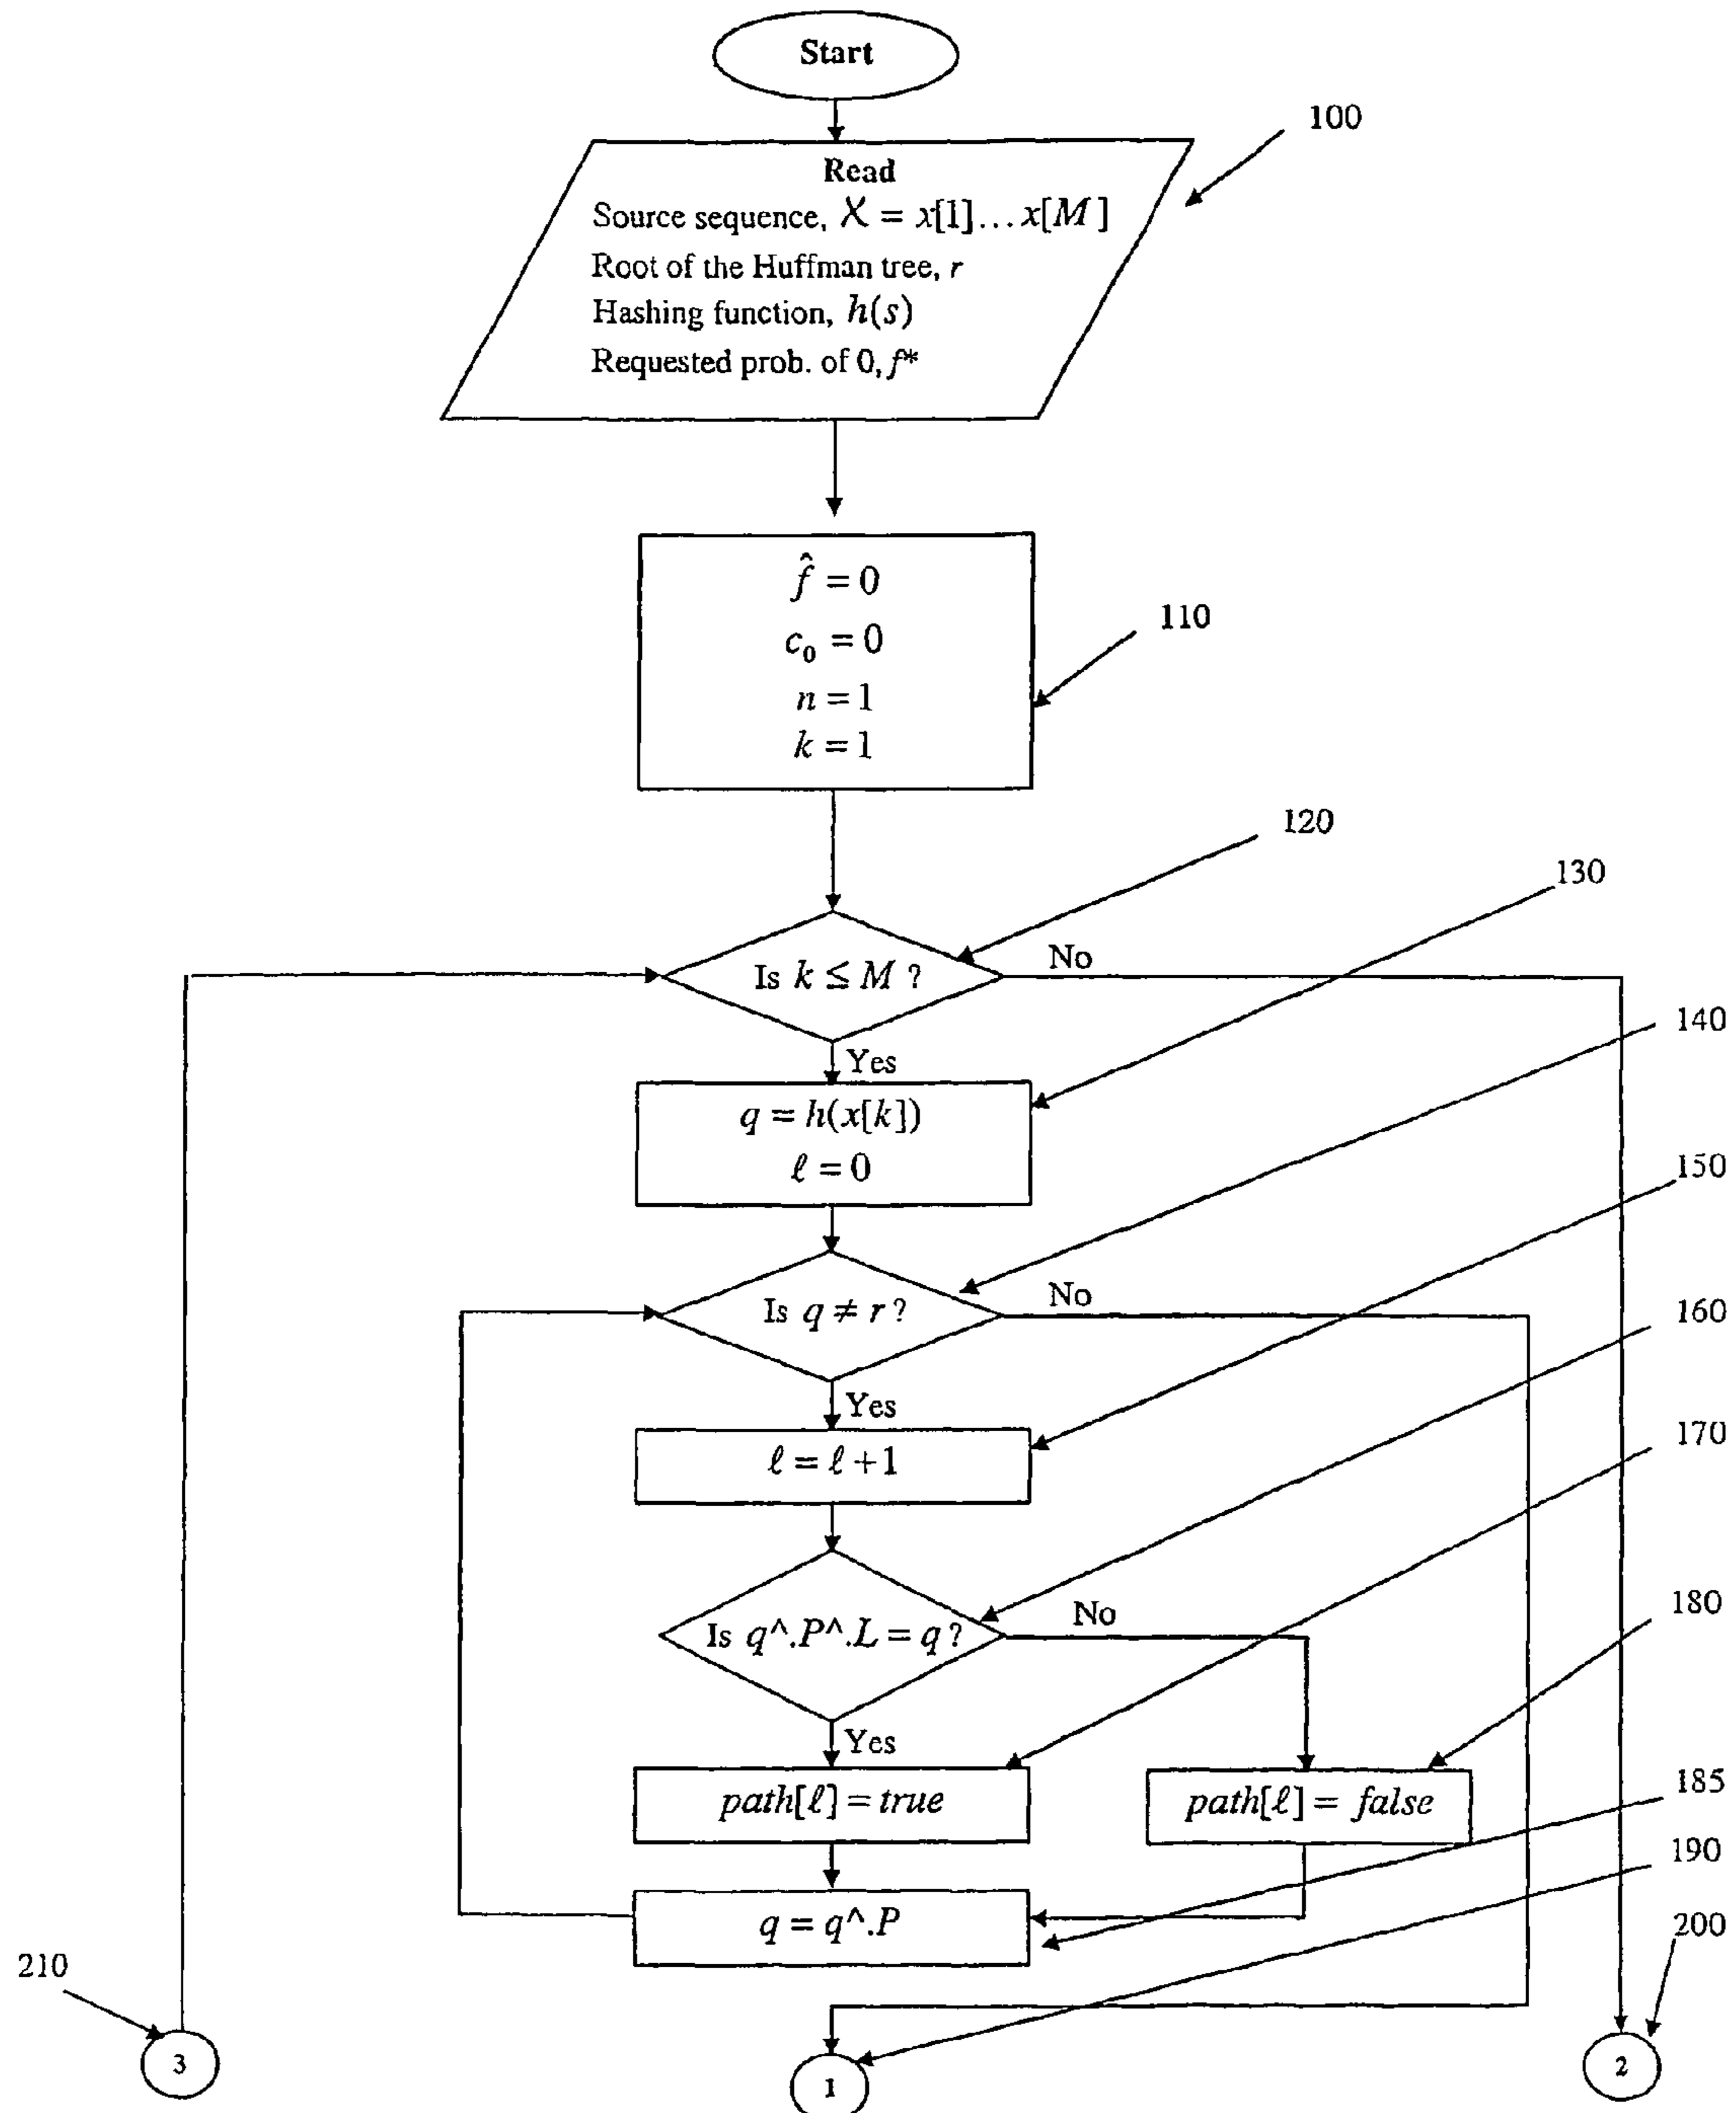 Start
100
Read
Source sequence, X = x[1]...x[M]
Root of the Huffman tree, r
Hashing function, h(s)
Requested prob. of 0, f*
f̂ = 0
c₀ = 0
n = 1
k = 1
110
120
130
Is k ≤ M ?
No
140
Yes
q = h(x[k])
ℓ = 0
150
Is q ≠ r ?
No
160
Yes
ℓ = ℓ + 1
170
Is q^.P^.L = q ?
No
180
Yes
path[ℓ] = true
path[ℓ] = false
185
190
q = q^.P
200
210
3
1
2